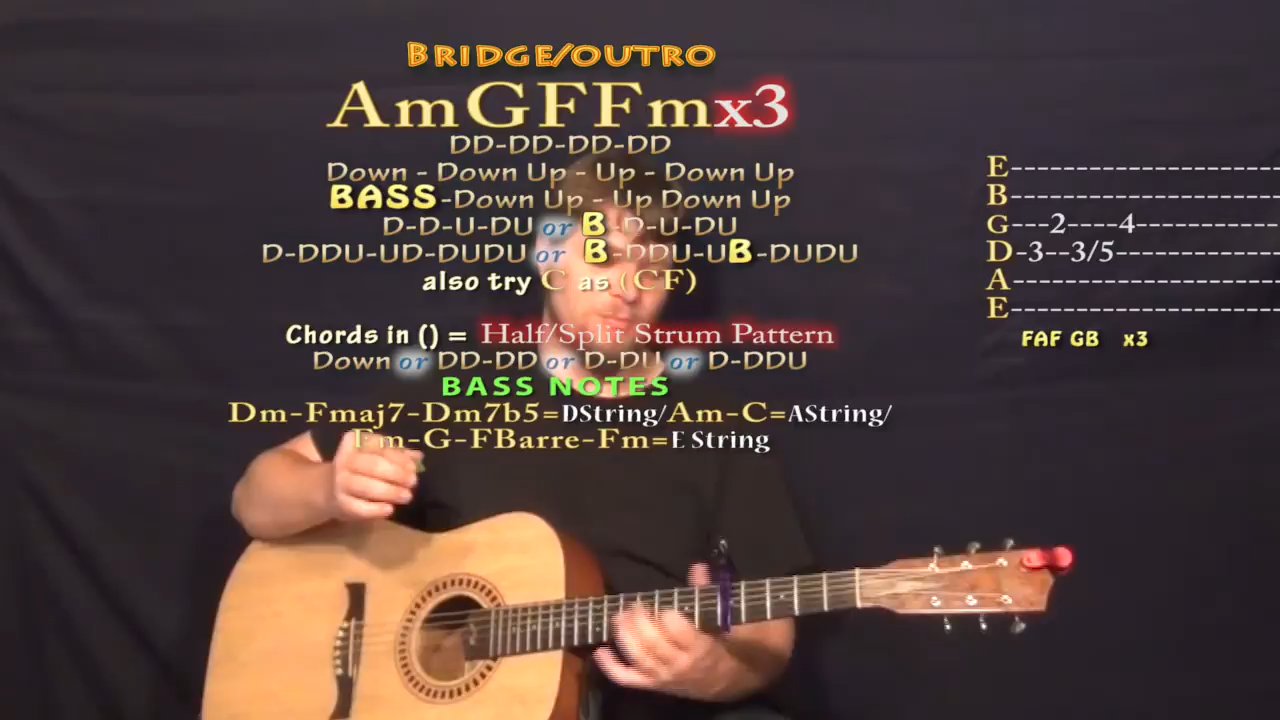 BRIDGE/OUTRO
AmGFFmx3
DD-DD-DD-DD
Down - Down Up - Up - Down Up
BASS-Down Up - Up Down Up
D-D-U-DU or B-D-U-DU
D-DDU-UD-DUDU or B-DDU-UB-DUDU
also try C as (CF)
Chords in () = Half/Split Strum Pattern
Down or DD-DD or D-DU or D-DDU
BASS NOTES
Dm-Fmaj7-Dm7b5=DString/Am-C=AString/
Em-G-FBarre-Fm=E String
E---------------------------
B---------------------------
G---2----4--------------
D-3--3/5----------------
A---------------------------
E---------------------------
FAF GB x3